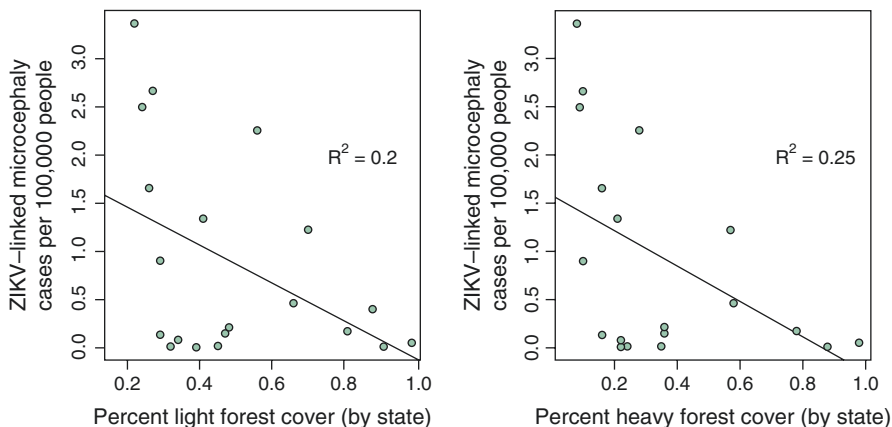 ZIKV–linked microcephaly
cases per 100,000 people
3.0
2.5
2.0
1.5
1.0
0.5
0.0
R² = 0.2
0.2 0.4 0.6 0.8 1.0
Percent light forest cover (by state)
ZIKV–linked microcephaly
cases per 100,000 people
3.0
2.5
2.0
1.5
1.0
0.5
0.0
R² = 0.25
0.2 0.4 0.6 0.8 1.0
Percent heavy forest cover (by state)